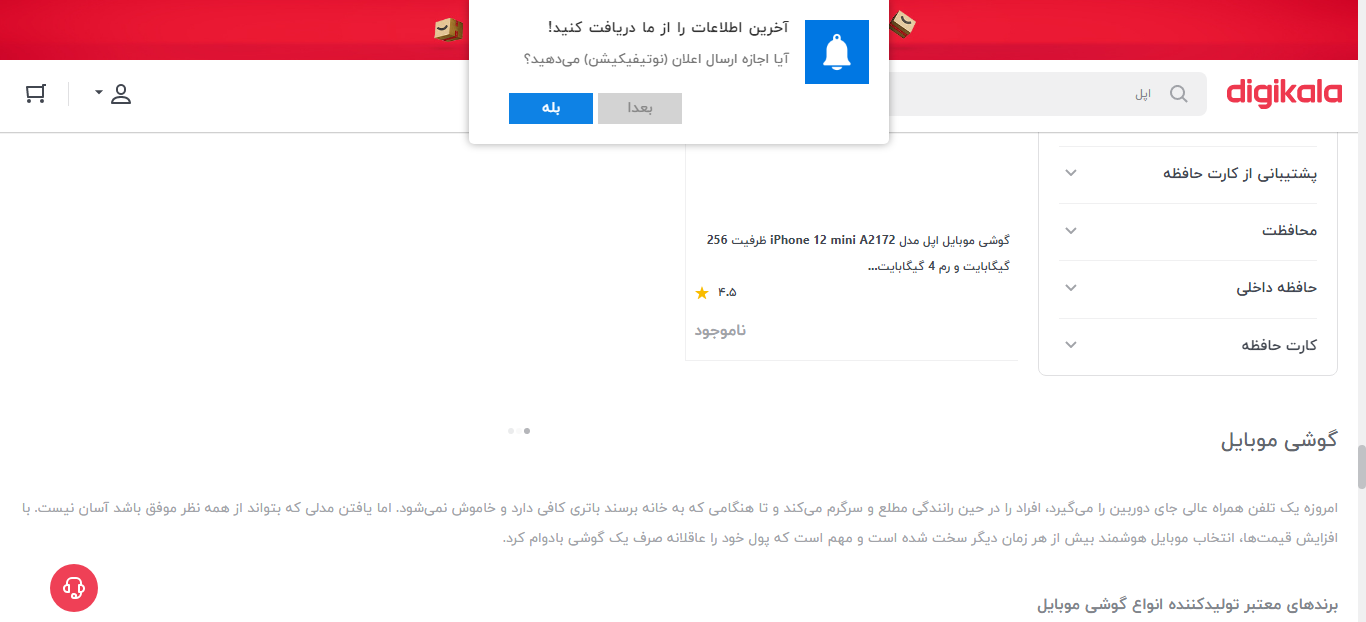 آخرین اطلاعات را از ما دریافت کنید!
آیا اجازه ارسال اعلان (نوتیفیکیشن) می‌دهید؟
بعدا
بله
digikala
اپل
پشتیبانی از کارت حافظه
محافظت
حافظه داخلی
کارت حافظه
گوشی موبایل اپل مدل iPhone 12 mini A2172 ظرفیت 256
گیگابایت و رم 4 گیگابایت...
۴.۵
ناموجود
گوشی موبایل
امروزه یک تلفن همراه عالی جای دوربین را می‌گیرد، افراد را در حین رانندگی مطلع و سرگرم می‌کند و تا هنگامی که به خانه برسند باتری کافی دارد و خاموش نمی‌شود. اما یافتن مدلی که بتواند از همه نظر موفق باشد آسان نیست. با
افزایش قیمت‌ها، انتخاب موبایل هوشمند بیش از هر زمان دیگر سخت شده است و مهم است که پول خود را عاقلانه صرف یک گوشی بادوام کرد.
برندهای معتبر تولیدکننده انواع گوشی موبایل